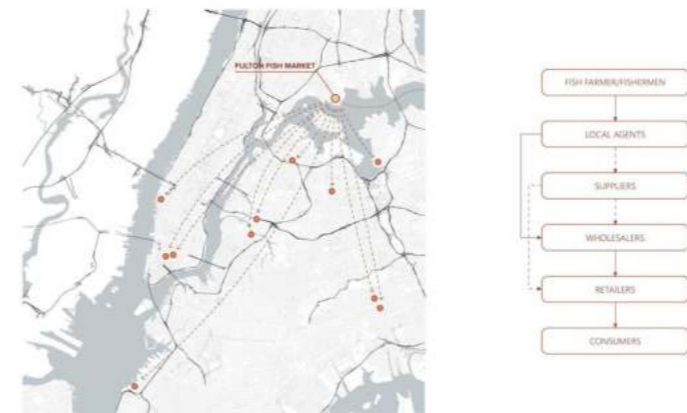 FULTON FISH MARKET
FISH FARMER/FISHERMEN
LOCAL AGENTS
SUPPLIERS
WHOLESALERS
RETAILERS
CONSUMERS